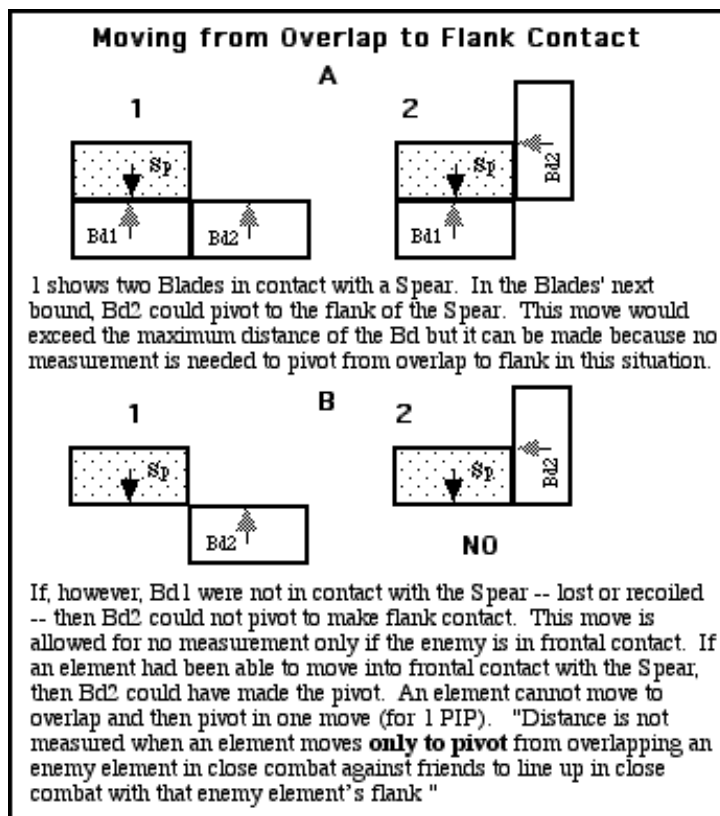 Moving from Overlap to Flank Contact
A
1
2
Sp
Bd1
Bd2
Sp
Bd1
Bd2
1 shows two Blades in contact with a Spear. In the Blades' next
bound, Bd2 could pivot to the flank of the Spear. This move would
exceed the maximum distance of the Bd but it can be made because no
measurement is needed to pivot from overlap to flank in this situation.
B
1
2
Sp
Bd2
Sp
Bd2
NO
If, however, Bd1 were not in contact with the Spear -- lost or recoiled
-- then Bd2 could not pivot to make flank contact. This move is
allowed for no measurement only if the enemy is in frontal contact. If
an element had been able to move into frontal contact with the Spear,
then Bd2 could have made the pivot. An element cannot move to
overlap and then pivot in one move (for 1 PIP). "Distance is not
measured when an element moves only to pivot from overlapping an
enemy element in close combat against friends to line up in close
combat with that enemy element's flank "